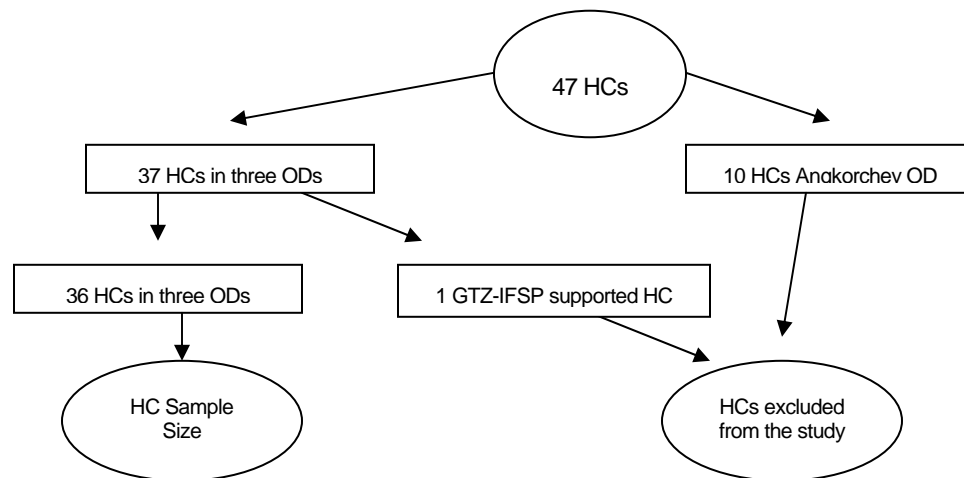 47 HCs
37 HCs in three ODs
10 HCs Angkorchey OD
36 HCs in three ODs
1 GTZ-IFSP supported HC
HC Sample
Size
HCs excluded
from the study